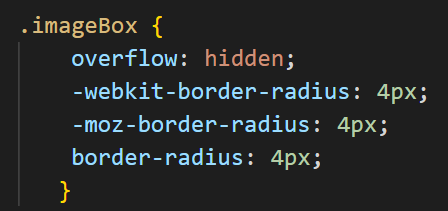 .imageBox {
    overflow: hidden;
    -webkit-border-radius: 4px;
    -moz-border-radius: 4px;
    border-radius: 4px;
   }